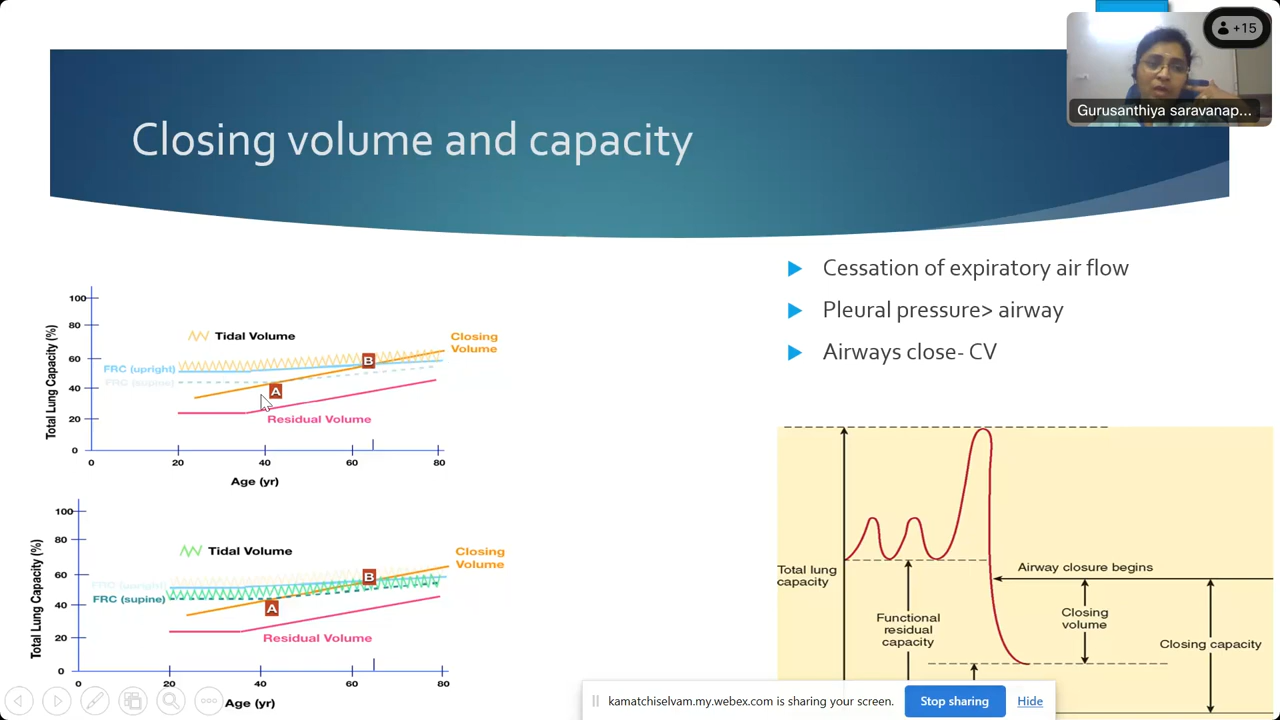 +15
Gurusanthiya saravanap...
Closing volume and capacity
Cessation of expiratory air flow
Pleural pressure> airway
Airways close- CV
100
80
60
40
20
0
Total Lung Capacity (%)
Tidal Volume
Closing
Volume
FRC (upright)
FRC (supine)
B
A
Residual Volume
0
20
40
60
80
Age (yr)
100
80
60
40
20
0
Total Lung Capacity (%)
Tidal Volume
Closing
Volume
FRC (upright)
FRC (supine)
B
A
Residual Volume
20
40
60
80
Age (yr)
Total lung
capacity
Functional
residual
capacity
Airway closure begins
Closing
volume
Closing capacity
kamatchiselvam.my.webex.com is sharing your screen.
Stop sharing
Hide